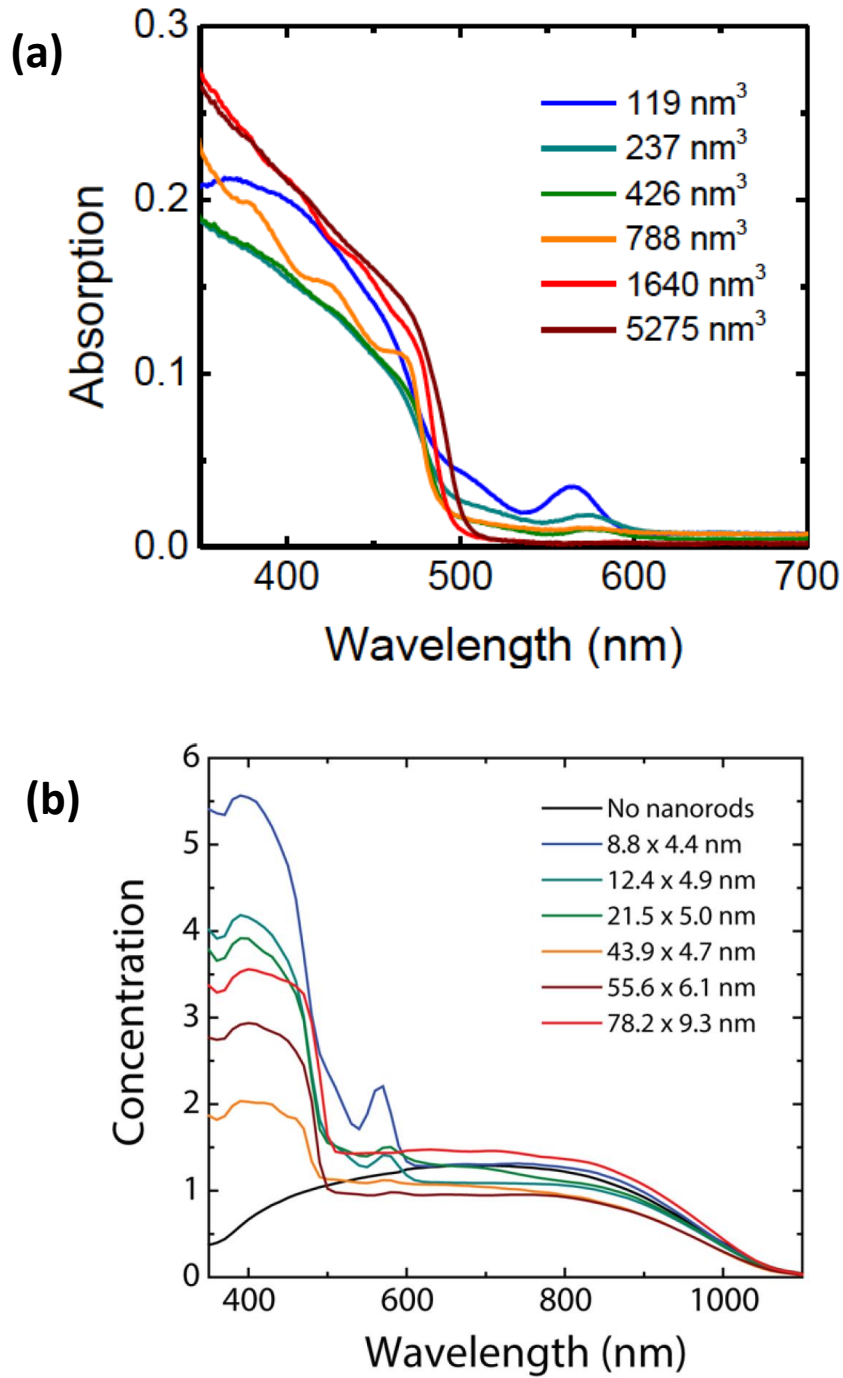 (a)
0.3
0.2
0.1
0.0
Absorption
119 nm³
237 nm³
426 nm³
788 nm³
1640 nm³
5275 nm³
400
500
600
700
Wavelength (nm)
(b)
6
5
4
3
2
1
0
Concentration
No nanorods
8.8 x 4.4 nm
12.4 x 4.9 nm
21.5 x 5.0 nm
43.9 x 4.7 nm
55.6 x 6.1 nm
78.2 x 9.3 nm
400
600
800
1000
Wavelength (nm)